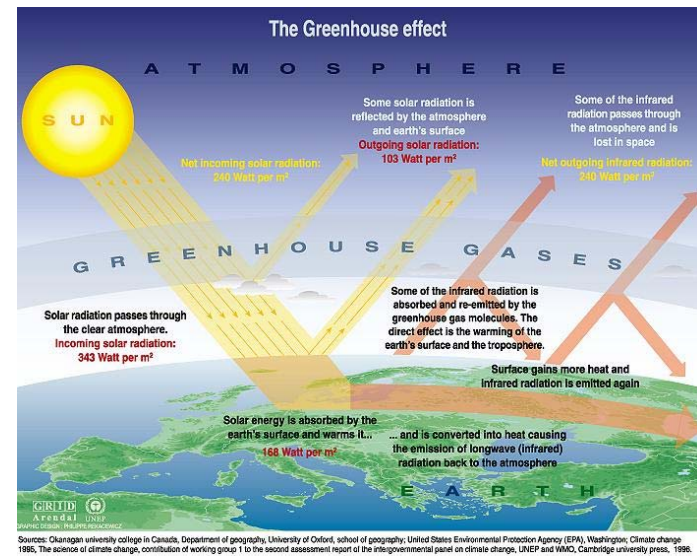 The Greenhouse effect
A T M O S P H E R E
S U N
Some solar radiation is
reflected by the atmosphere
and earth's surface
Outgoing solar radiation:
103 Watt per m²
Some of the infrared
radiation passes through
the atmosphere and is
lost in space
Net outgoing infrared radiation:
240 Watt per m²
Net incoming solar radiation:
240 Watt per m²
G R E E N H O U S E G A S E S
Solar radiation passes through
the clear atmosphere.
Incoming solar radiation:
343 Watt per m²
Some of the infrared radiation is
absorbed and re-emitted by the
greenhouse gas molecules. The
direct effect is the warming of the
earth's surface and the troposphere.
Surface gains more heat and
infrared radiation is emitted again
Solar energy is absorbed by the
earth's surface and warms it...
168 Watt per m²
... and is converted into heat causing
the emission of longwave (infrared)
radiation back to the atmosphere
E A R T H
G R I D
Arendal UNEP
GRAPHIC DESIGN : PHILIPPE REKACEWICZ
Sources: Okanagan university college in Canada, Department of geography, University of Oxford, school of geography; United States Environmental Protection Agency (EPA), Washington; Climate change
1995, The science of climate change, contribution of working group 1 to the second assessment report of the intergovernmental panel on climate change, UNEP and WMO, Cambridge university press, 1996.